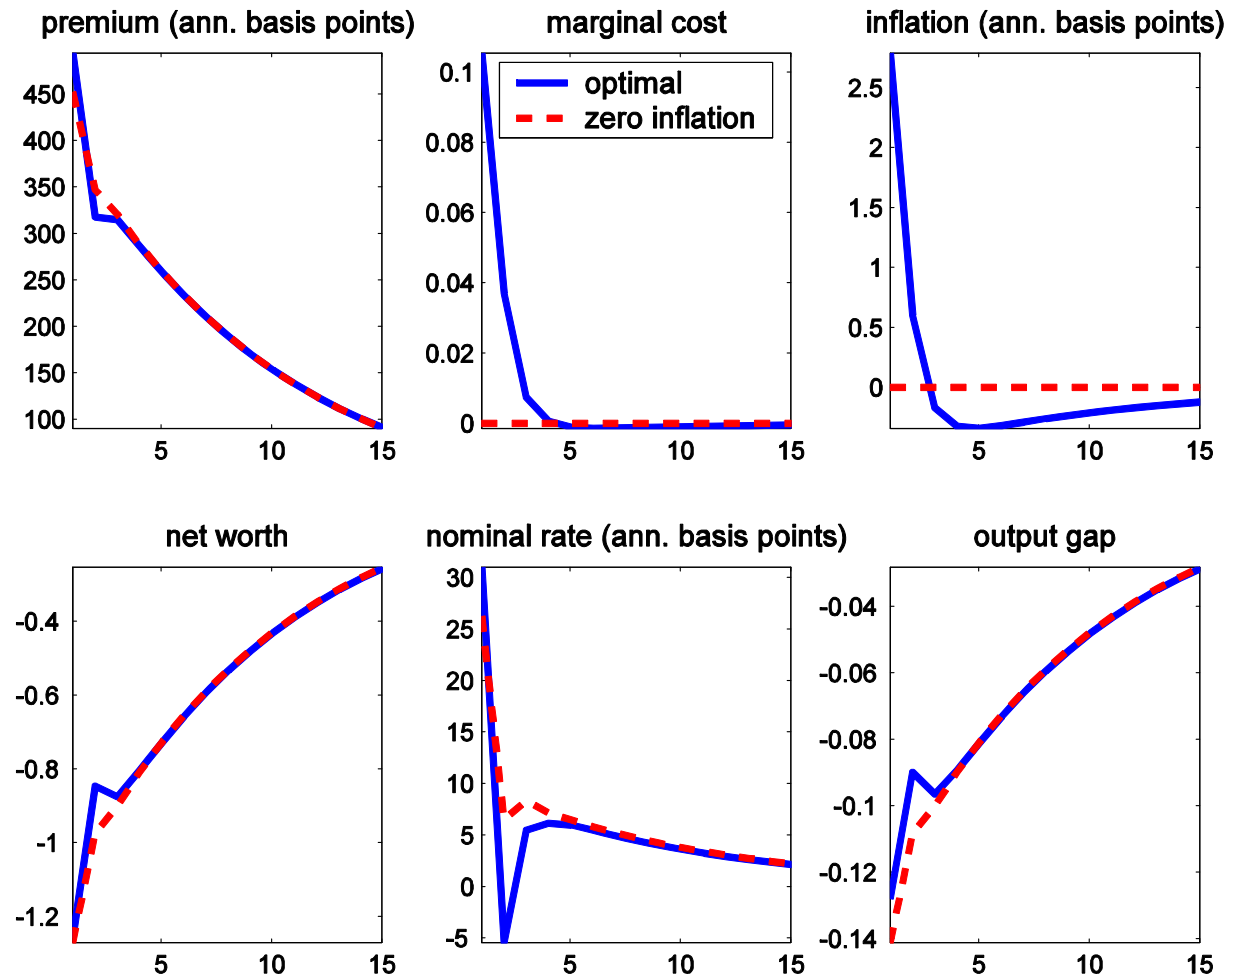 premium (ann. basis points)
450
400
350
300
250
200
150
100
5 10 15
marginal cost
optimal
zero inflation
0.1
0.08
0.06
0.04
0.02
0
5 10 15
inflation (ann. basis points)
2.5
2
1.5
1
0.5
0
5 10 15
net worth
-0.4
-0.6
-0.8
-1
-1.2
5 10 15
nominal rate (ann. basis points)
30
25
20
15
10
5
0
-5
5 10 15
output gap
-0.04
-0.06
-0.08
-0.1
-0.12
-0.14
5 10 15